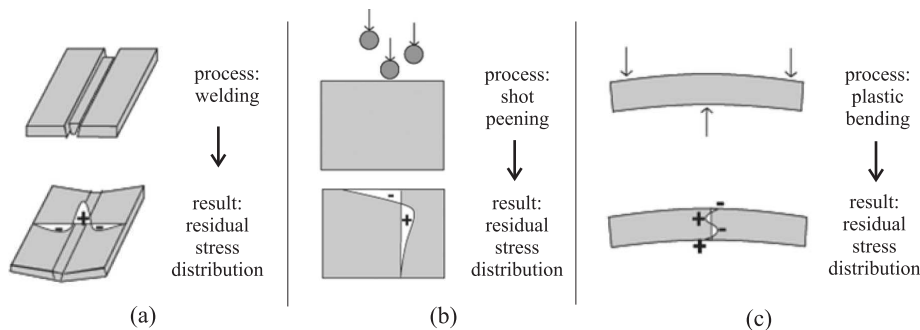 process:
welding
result:
residual
stress
distribution
+
-
-
(a)
process:
shot
peening
result:
residual
stress
distribution
-
+
(b)
process:
plastic
bending
result:
residual
stress
distribution
-
+
-
+
(c)